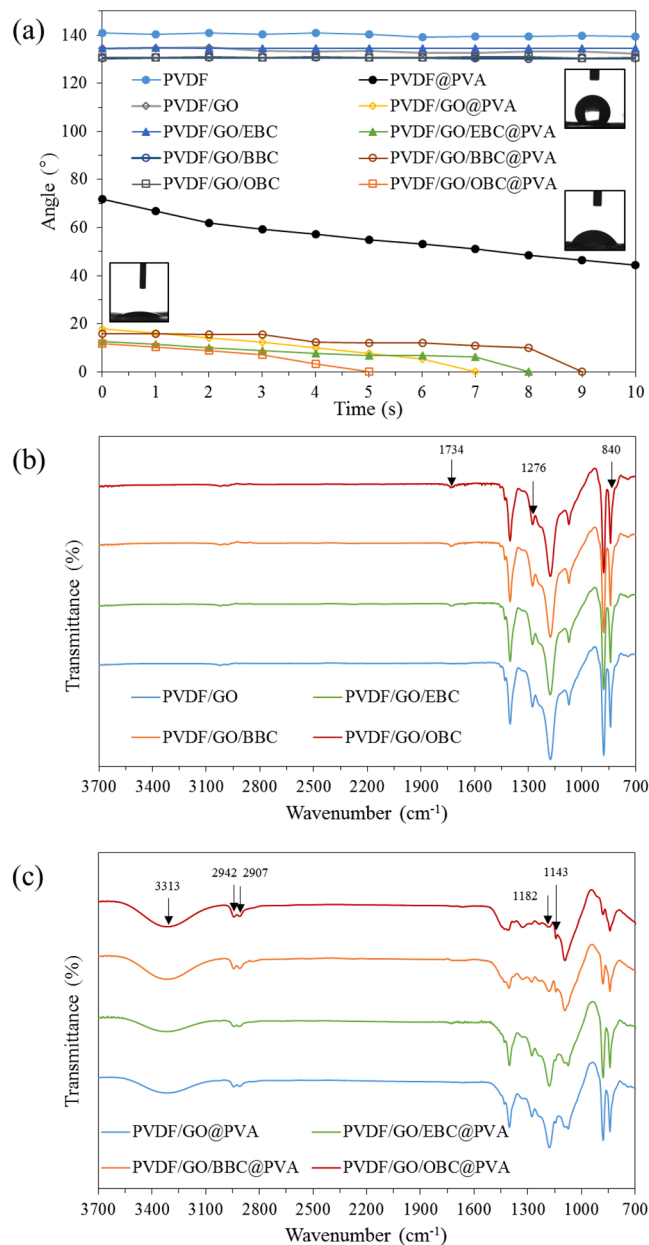 (a)
140
120
100
80
60
40
20
0
Angle (°)
PVDF
PVDF@PVA
PVDF/GO
PVDF/GO@PVA
PVDF/GO/EBC
PVDF/GO/EBC@PVA
PVDF/GO/BBC
PVDF/GO/BBC@PVA
PVDF/GO/OBC
PVDF/GO/OBC@PVA
0 1 2 3 4 5 6 7 8 9 10
Time (s)
(b)
1734
1276
840
Transmittance (%)
PVDF/GO
PVDF/GO/EBC
PVDF/GO/BBC
PVDF/GO/OBC
3700 3400 3100 2800 2500 2200 1900 1600 1300 1000 700
Wavenumber (cm⁻¹)
(c)
3313
2942
2907
1182
1143
Transmittance (%)
PVDF/GO@PVA
PVDF/GO/EBC@PVA
PVDF/GO/BBC@PVA
PVDF/GO/OBC@PVA
3700 3400 3100 2800 2500 2200 1900 1600 1300 1000 700
Wavenumber (cm⁻¹)